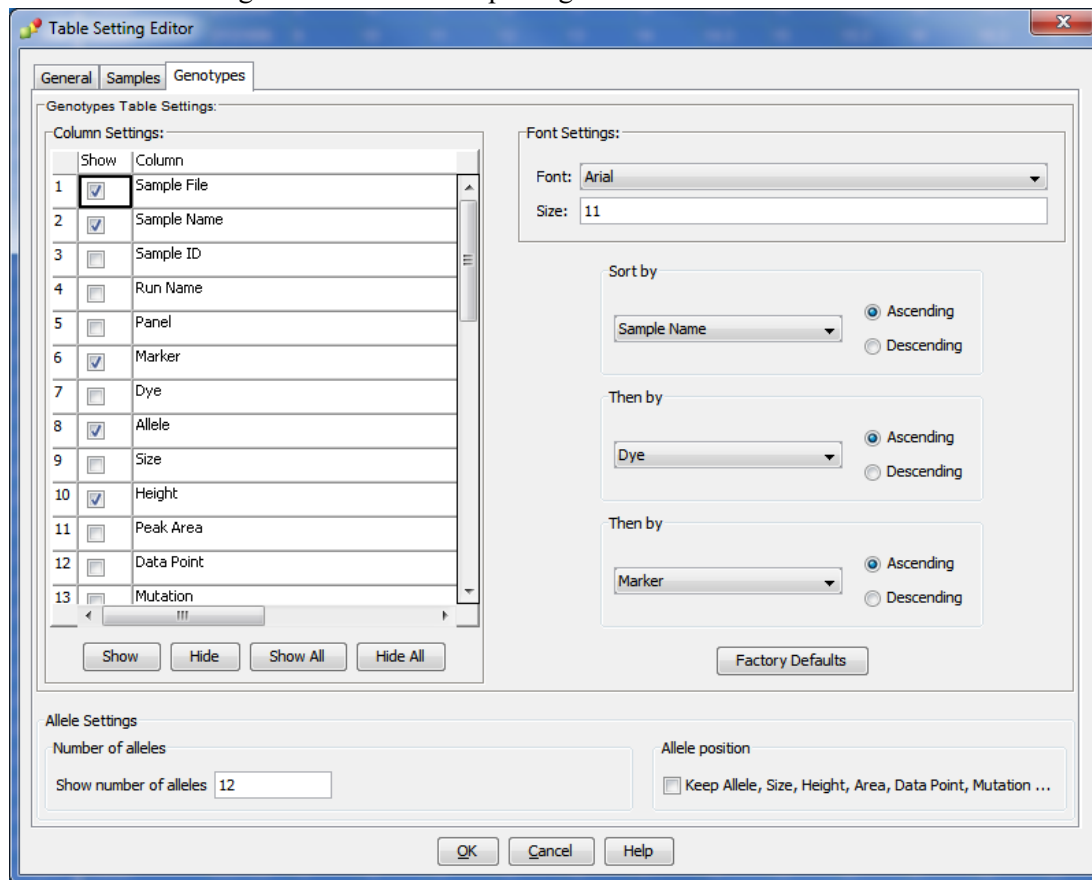 Table Setting Editor
General Samples Genotypes
Genotypes Table Settings:
Column Settings:
Show Column
1 Sample File
2 Sample Name
3 Sample ID
4 Run Name
5 Panel
6 Marker
7 Dye
8 Allele
9 Size
10 Height
11 Peak Area
12 Data Point
13 Mutation
Show Hide Show All Hide All
Font Settings:
Font: Arial
Size: 11
Sort by
Sample Name
Ascending
Descending
Then by
Dye
Ascending
Descending
Then by
Marker
Ascending
Descending
Factory Defaults
Allele Settings
Number of alleles
Show number of alleles 12
Allele position
Keep Allele, Size, Height, Area, Data Point, Mutation ...
OK Cancel Help